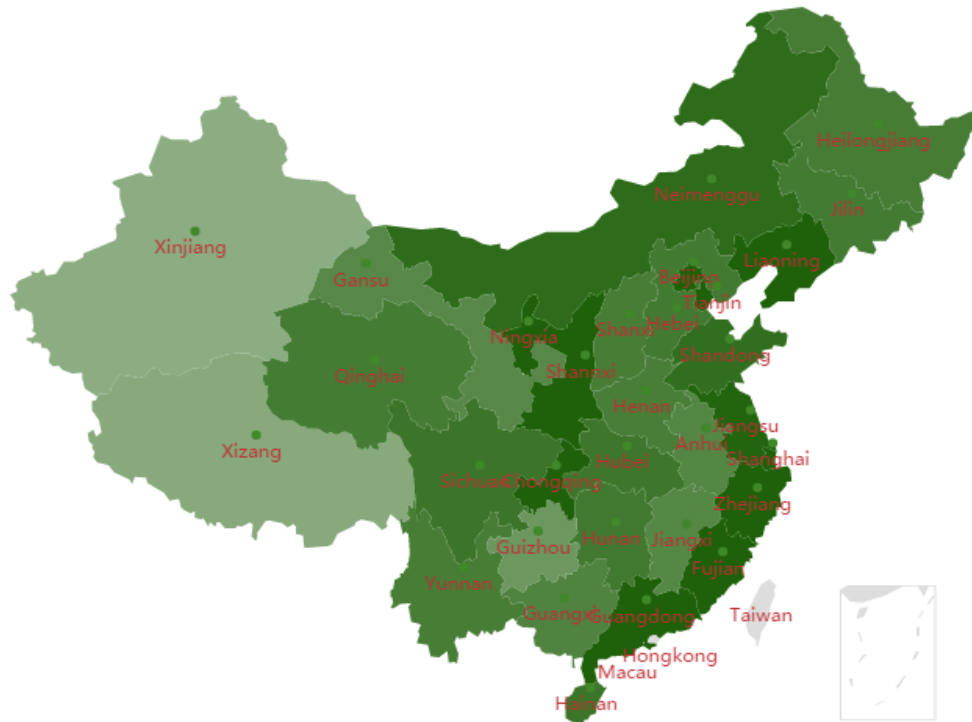 Heilongjiang
Neimenggu
Jilin
Xinjiang
Liaoning
Gansu
Beijing
Tianjin
Ningxia
Shanxi
Hebei
Shandong
Qinghai
Shannxi
Henan
Jiangsu
Anhui
Xizang
Shanghai
Hubei
Sichuan
Chongqing
Zhejiang
Guizhou
Hunan
Jiangxi
Fujian
Yunnan
Guangxi
Guangdong
Taiwan
Hongkong
Macau
Hainan